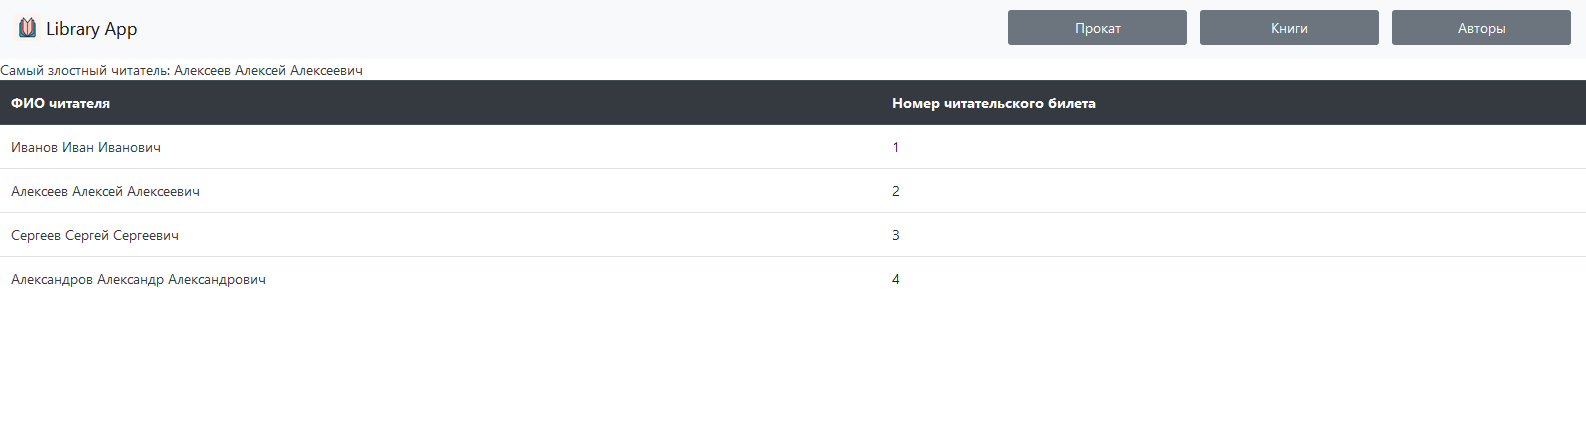 Library App Прокат Книги Авторы
Самый злостный читатель: Алексеев Алексей Алексеевич
ФИО читателя Номер читательского билета
Иванов Иван Иванович 1
Алексеев Алексей Алексеевич 2
Сергеев Сергей Сергеевич 3
Александров Александр Александрович 4